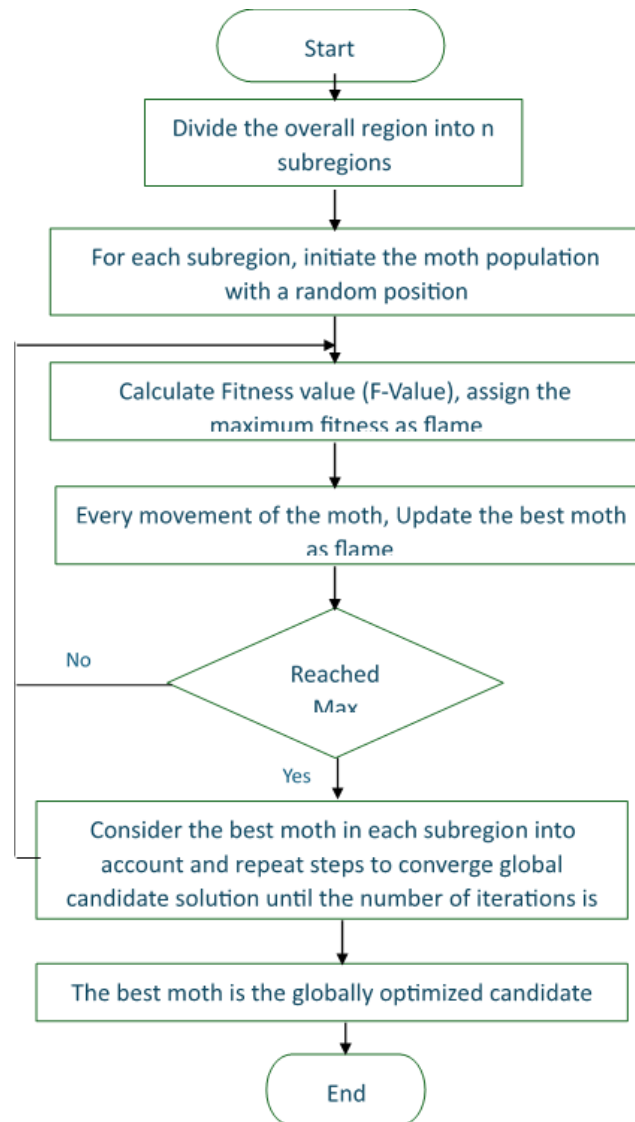 Start
Divide the overall region into n
subregions
For each subregion, initiate the moth population
with a random position
Calculate Fitness value (F-Value), assign the
maximum fitness as flame
Every movement of the moth, Update the best moth
as flame
No
Reached
Max
Yes
Consider the best moth in each subregion into
account and repeat steps to converge global
candidate solution until the number of iterations is
The best moth is the globally optimized candidate
End